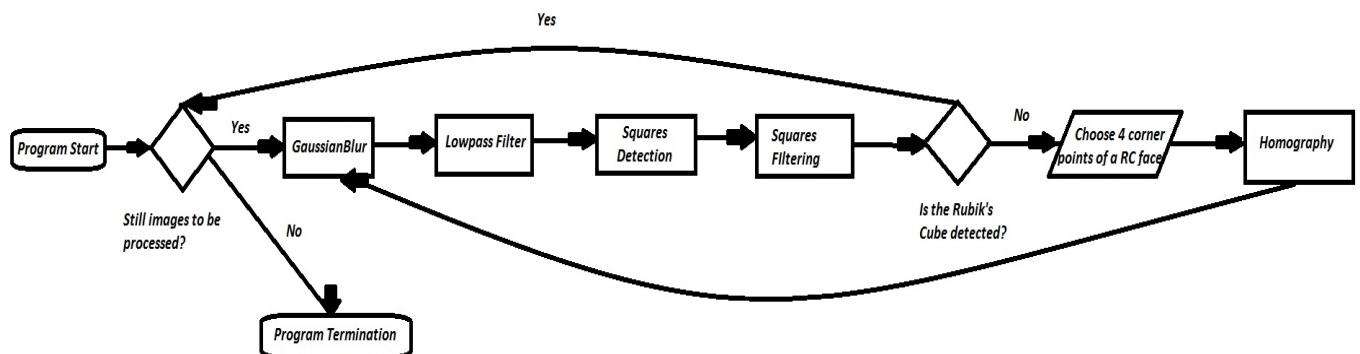 Yes
Program Start
Yes
GaussianBlur
Lowpass Filter
Squares
Detection
Squares
FIltering
No
Choose 4 corner
points of a RC face
Homography
Still images to be
processed?
No
Is the Rubik's
Cube detected?
Program Termination